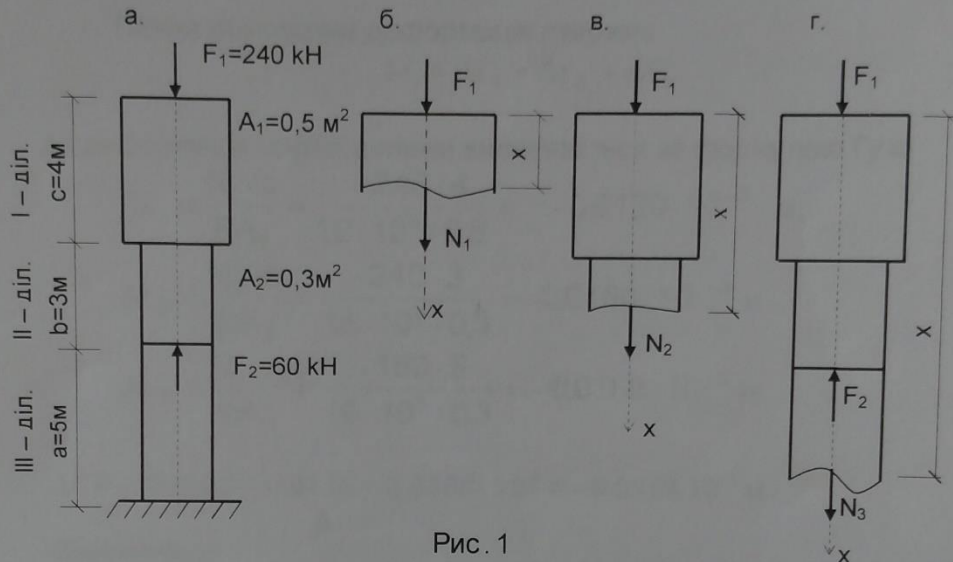 а.
F₁=240 kH
A₁=0,5 м²
I – діл.
c=4м
A₂=0,3м²
II – діл.
b=3м
F₂=60 kH
III – діл.
a=5м
б.
F₁
x
N₁
x
в.
F₁
x
N₂
x
г.
F₁
x
F₂
N₃
x
Рис. 1